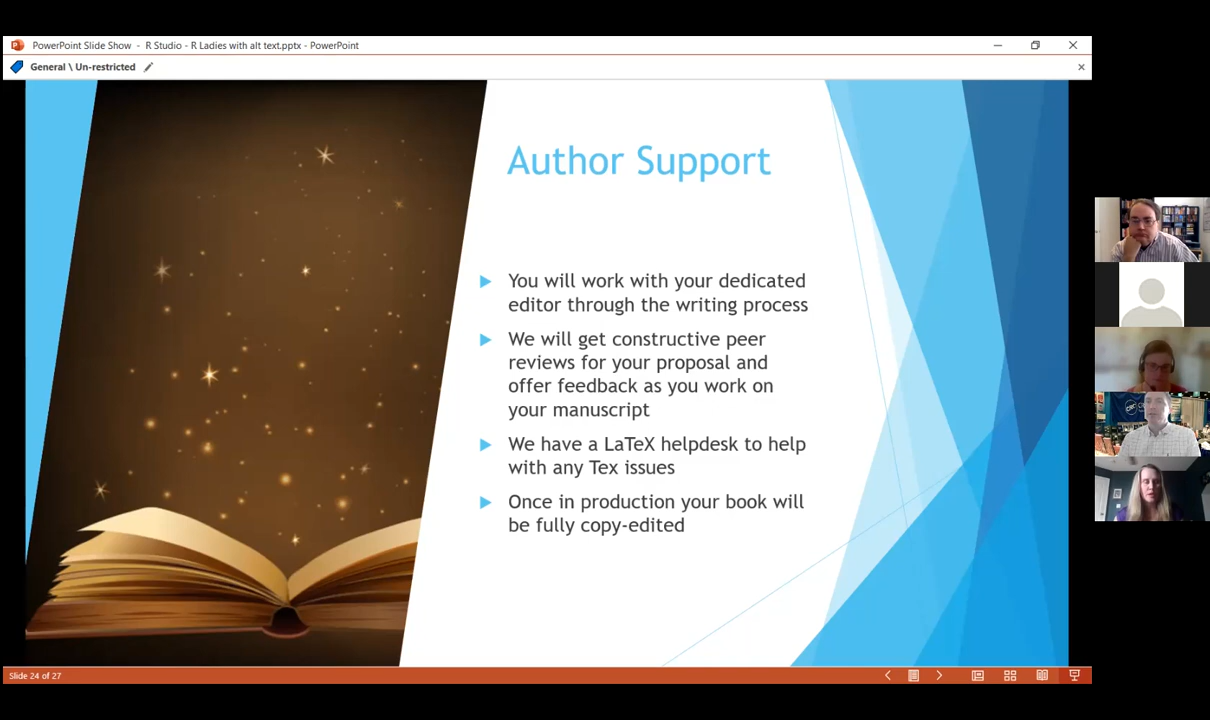 PowerPoint Slide Show - R Studio - R Ladies with alt text.pptx - PowerPoint
General \ Un-restricted
Author Support
You will work with your dedicated
editor through the writing process
We will get constructive peer
reviews for your proposal and
offer feedback as you work on
your manuscript
We have a LaTeX helpdesk to help
with any Tex issues
Once in production your book will
be fully copy-edited
Slide 24 of 27